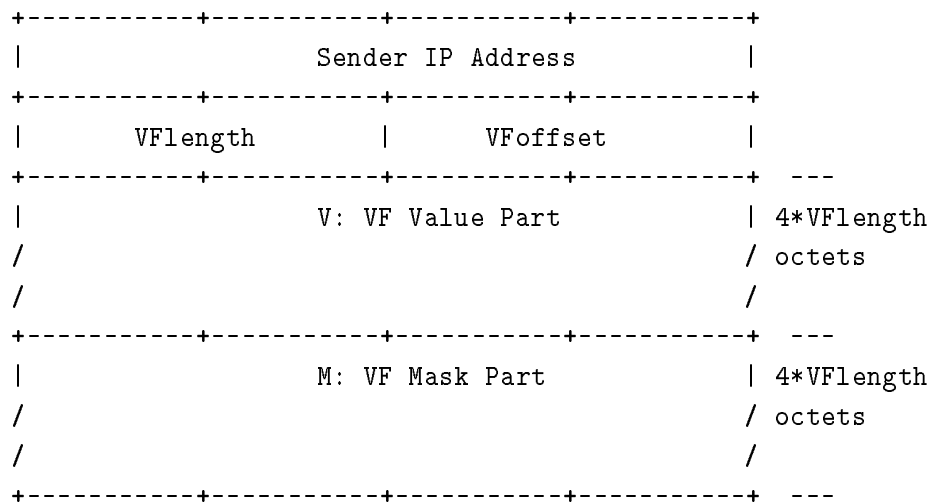 +-----------+-----------+-----------+-----------+
|                   Sender IP Address           |
+-----------+-----------+-----------+-----------+
|       VFlength        |      VFoffset         |
+-----------+-----------+-----------+-----------+  ---
|                   V: VF Value Part            | 4*VFlength
/                                               / octets
/                                               /
+-----------+-----------+-----------+-----------+  ---
|                   M: VF Mask Part             | 4*VFlength
/                                               / octets
/                                               /
+-----------+-----------+-----------+-----------+  ---